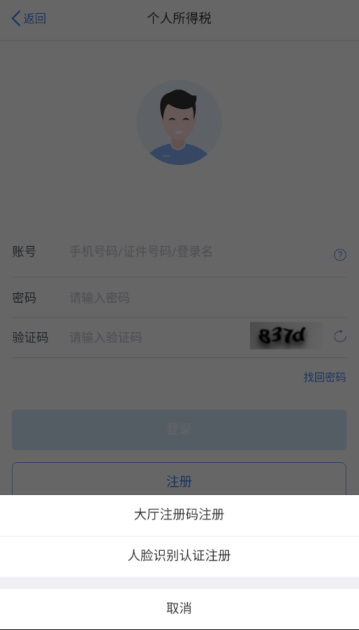 返回 个人所得税
账号 手机号码/证件号码/登录名
密码 请输入密码
验证码 请输入验证码 837d
找回密码
登录
注册
大厅注册码注册
人脸识别认证注册
取消